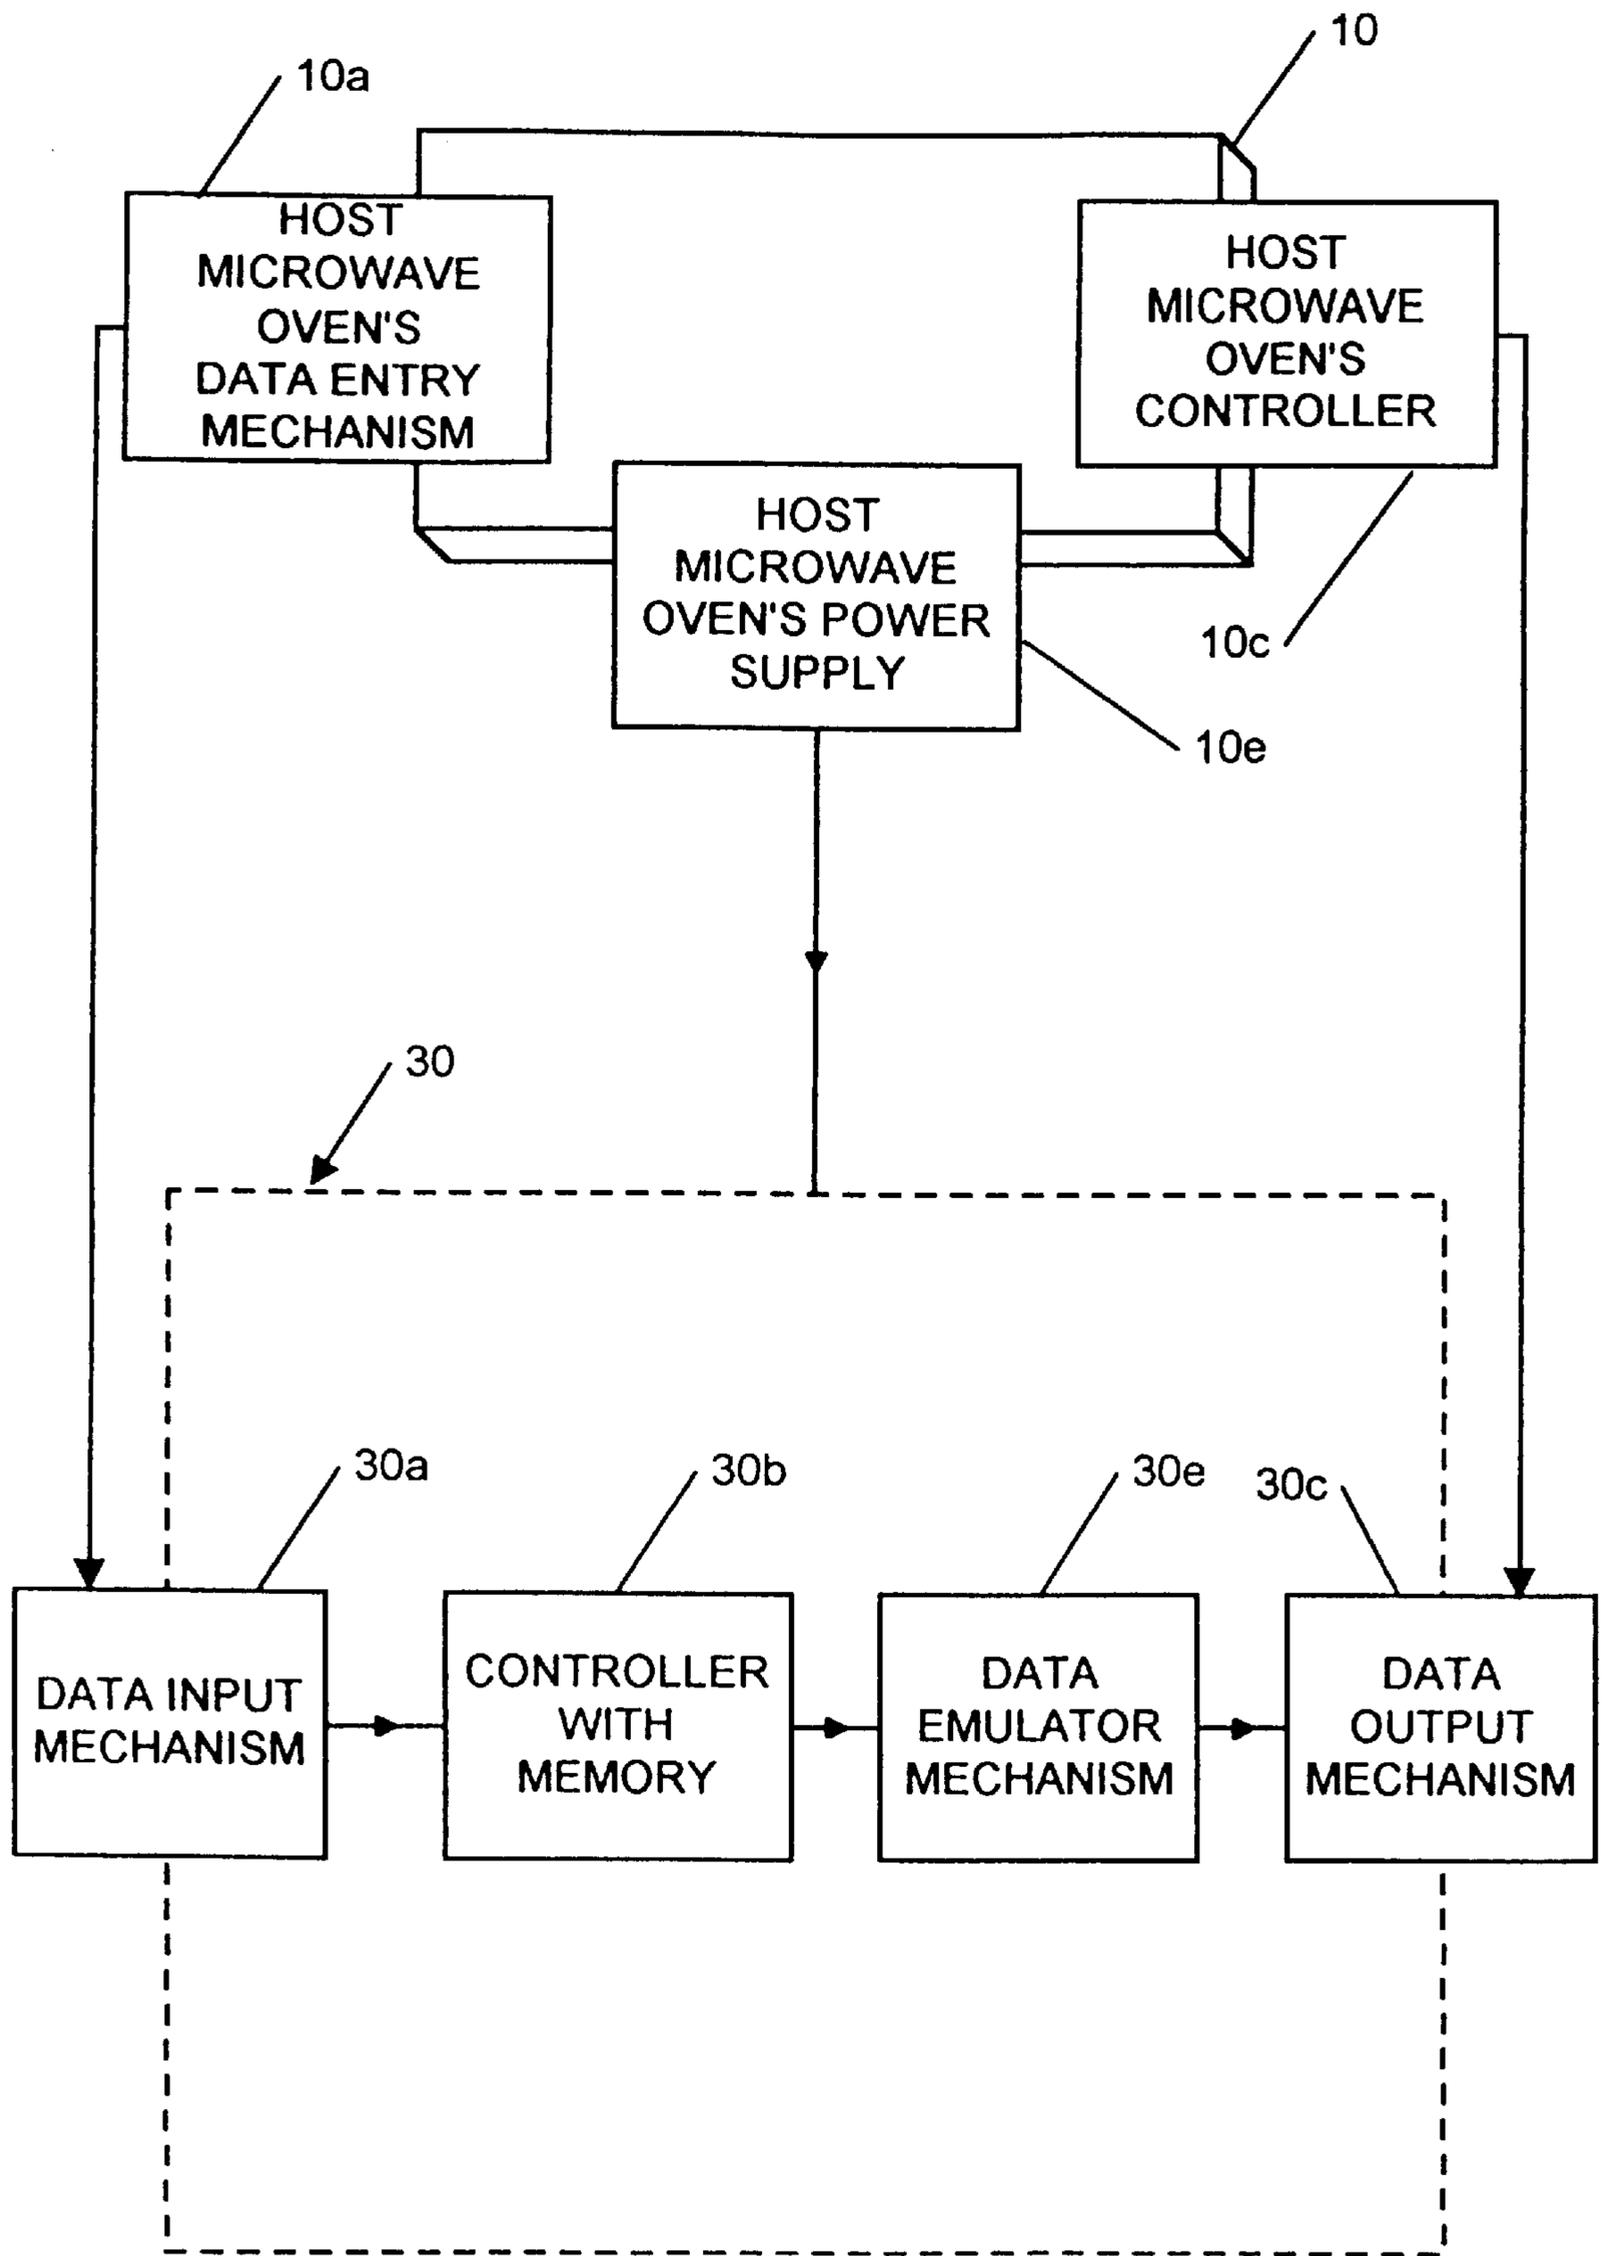 10
10a
HOST
MICROWAVE
OVEN'S
DATA ENTRY
MECHANISM
HOST
MICROWAVE
OVEN'S
CONTROLLER
HOST
MICROWAVE
OVEN'S POWER
SUPPLY
10c
10e
30
30a
30b
30e
30c
DATA INPUT
MECHANISM
CONTROLLER
WITH
MEMORY
DATA
EMULATOR
MECHANISM
DATA
OUTPUT
MECHANISM